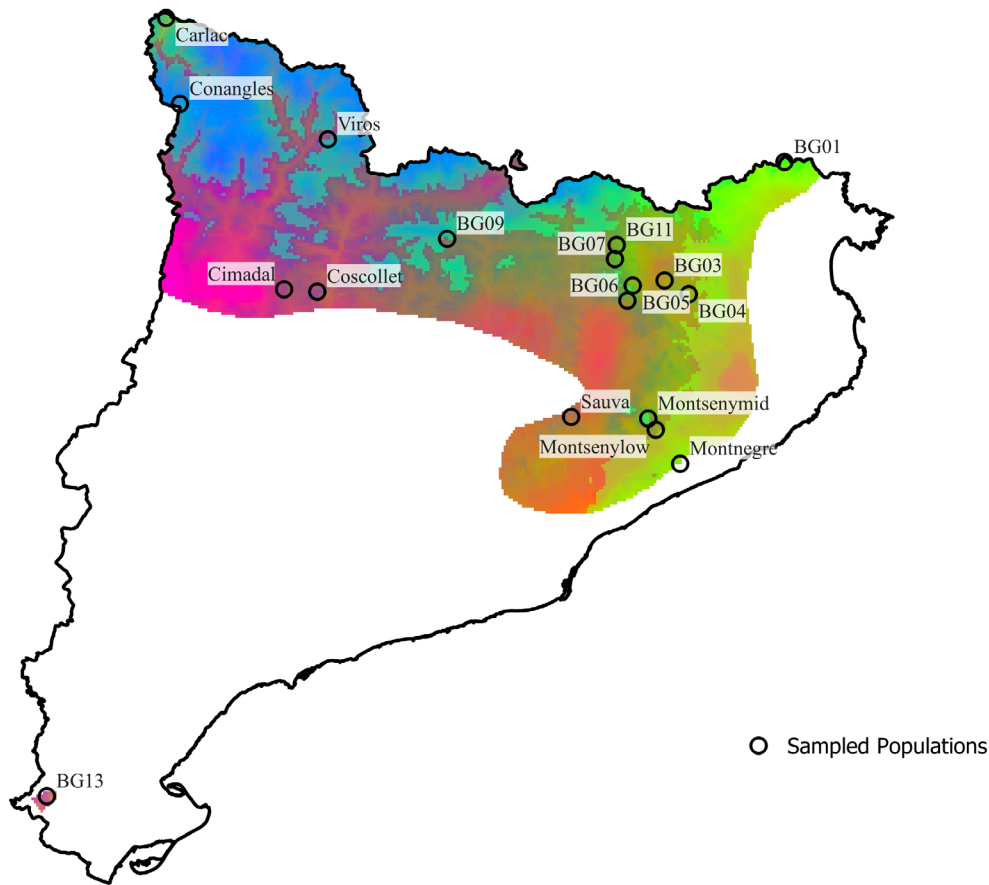 Carlac
Conangles
Viros
BG01
BG09
BG11
BG07
BG03
Cimadal
Coscollet
BG06
BG05
BG04
Sauva
Montsenymid
Montsenylow
Montnegre
Sampled Populations
BG13